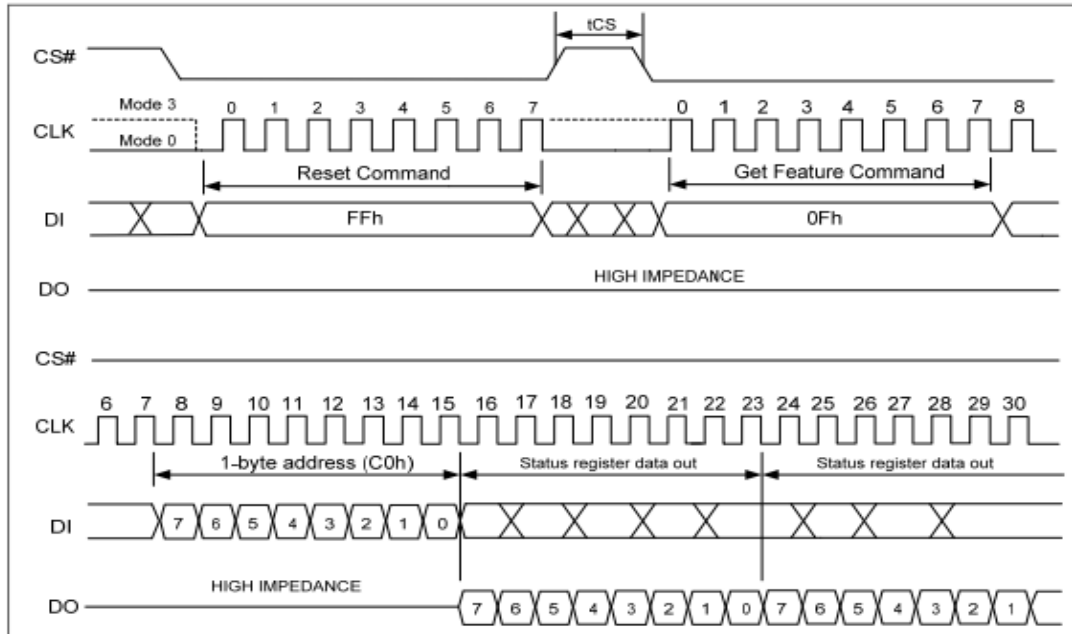 tCS
CS#
Mode 3
0 1 2 3 4 5 6 7 0 1 2 3 4 5 6 7 8
CLK
Mode 0
Reset Command
Get Feature Command
DI
FFh
0Fh
HIGH IMPEDANCE
DO
CS#
6 7 8 9 10 11 12 13 14 15 16 17 18 19 20 21 22 23 24 25 26 27 28 29 30
CLK
1-byte address (C0h)
Status register data out
Status register data out
DI
7 6 5 4 3 2 1 0
HIGH IMPEDANCE
DO
7 6 5 4 3 2 1 0 7 6 5 4 3 2 1